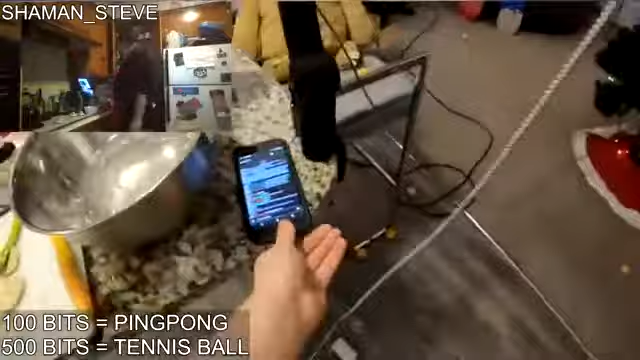 SHAMAN_STEVE
100 BITS = PINGPONG
500 BITS = TENNIS BALL